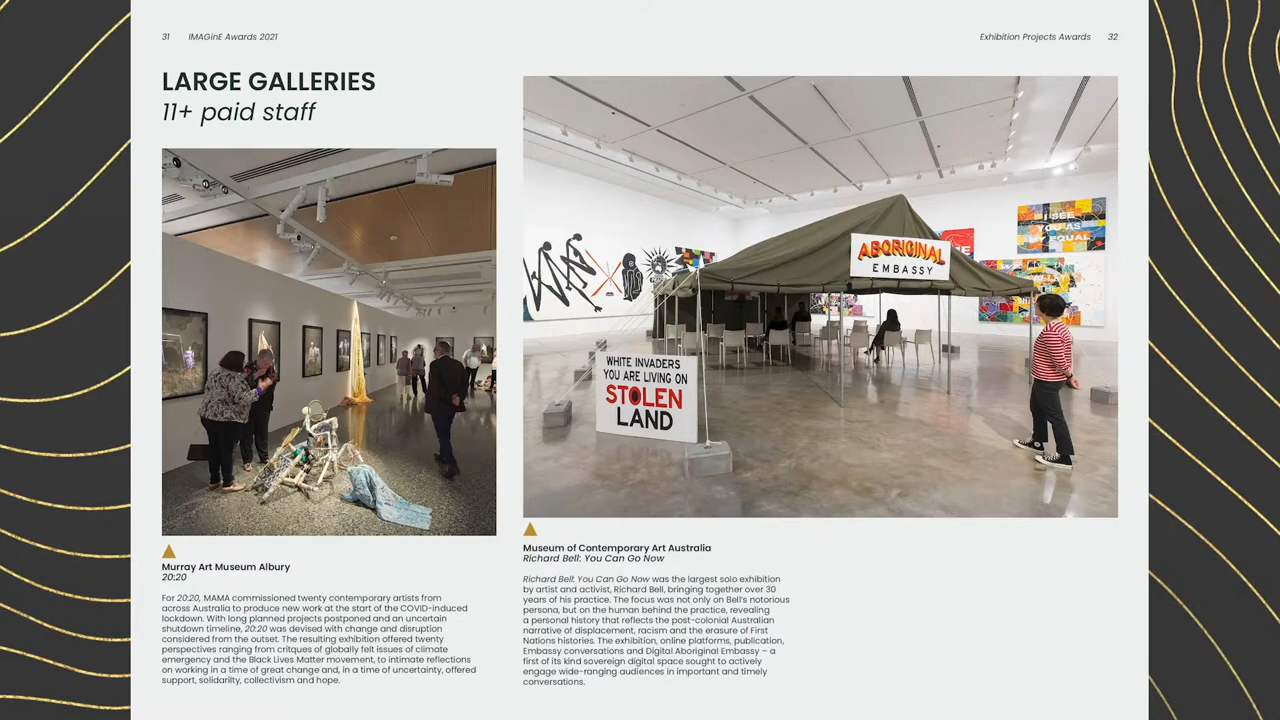 31 IMAGinE Awards 2021
Exhibition Projects Awards 32
LARGE GALLERIES
11+ paid staff
Murray Art Museum Albury
20:20
For 20:20, MAMA commissioned twenty contemporary artists from
across Australia to produce new work at the start of the COVID-induced
lockdown. With long planned projects postponed and an uncertain
shutdown timeline, 20:20 was devised with change and disruption
considered from the outset. The resulting exhibition offered twenty
perspectives ranging from critques of globally felt issues of climate
emergency and the Black Lives Matter movement, to intimate reflections
on working in a time of great change and, in a time of uncertainty, offered
support, solidarilty, collectivism and hope.
I SEE
YOU AS
MY EQUAL
ABORIGINAL
EMBASSY
WHITE INVADERS
YOU ARE LIVING ON
STOLEN
LAND
Museum of Contemporary Art Australia
Richard Bell: You Can Go Now
Richard Bell: You Can Go Now was the largest solo exhibition
by artist and activist, Richard Bell, bringing together over 30
years of his practice. The focus was not only on Bell's notorious
persona, but on the human behind the practice, revealing
a personal history that reflects the post-colonial Australian
narrative of displacement, racism and the erasure of First
Nations histories. The exhibition, online platforms, publication,
Embassy conversations and Digital Aboriginal Embassy – a
first of its kind sovereign digital space sought to actively
engage wide-ranging audiences in important and timely
conversations.